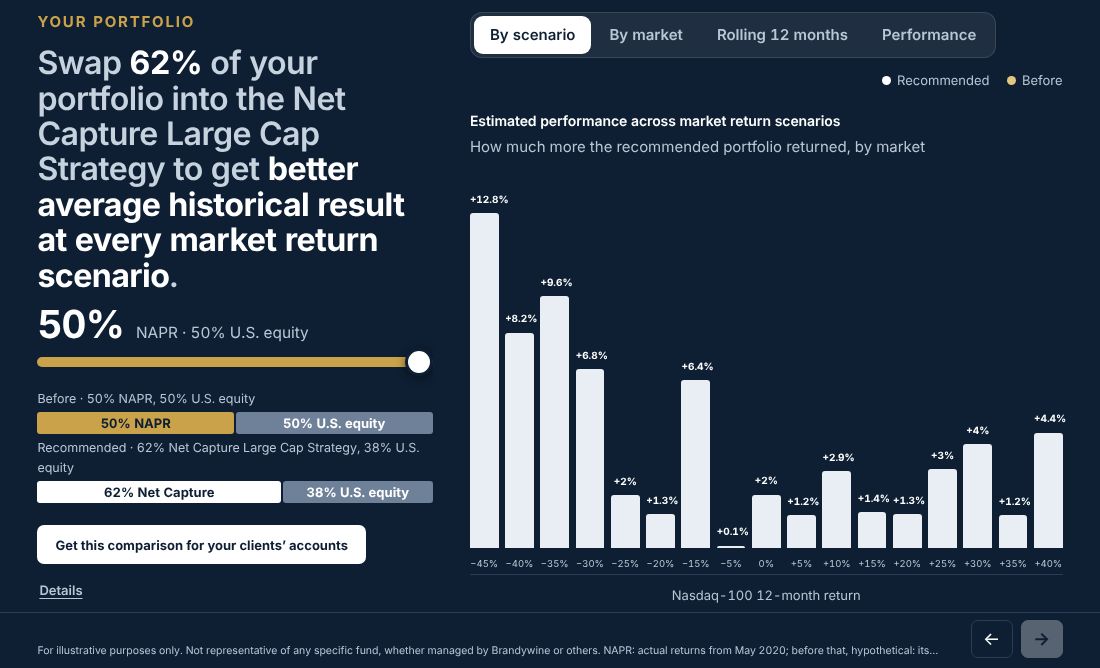 YOUR PORTFOLIO
Swap 62% of your
portfolio into the Net
Capture Large Cap
Strategy to get better
average historical result
at every market return
scenario.
50% NAPR · 50% U.S. equity
Before · 50% NAPR, 50% U.S. equity
50% NAPR
50% U.S. equity
Recommended · 62% Net Capture Large Cap Strategy, 38% U.S.
equity
62% Net Capture
38% U.S. equity
Get this comparison for your clients’ accounts
Details
By scenario
By market
Rolling 12 months
Performance
Recommended
Before
Estimated performance across market return scenarios
How much more the recommended portfolio returned, by market
+12.8%
+8.2%
+9.6%
+6.8%
+2%
+1.3%
+6.4%
+0.1%
+2%
+1.2%
+2.9%
+1.4%
+1.3%
+3%
+4%
+1.2%
+4.4%
−45% −40% −35% −30% −25% −20% −15% −5% 0% +5% +10% +15% +20% +25% +30% +35% +40%
Nasdaq-100 12-month return
For illustrative purposes only. Not representative of any specific fund, whether managed by Brandywine or others. NAPR: actual returns from May 2020; before that, hypothetical: its…